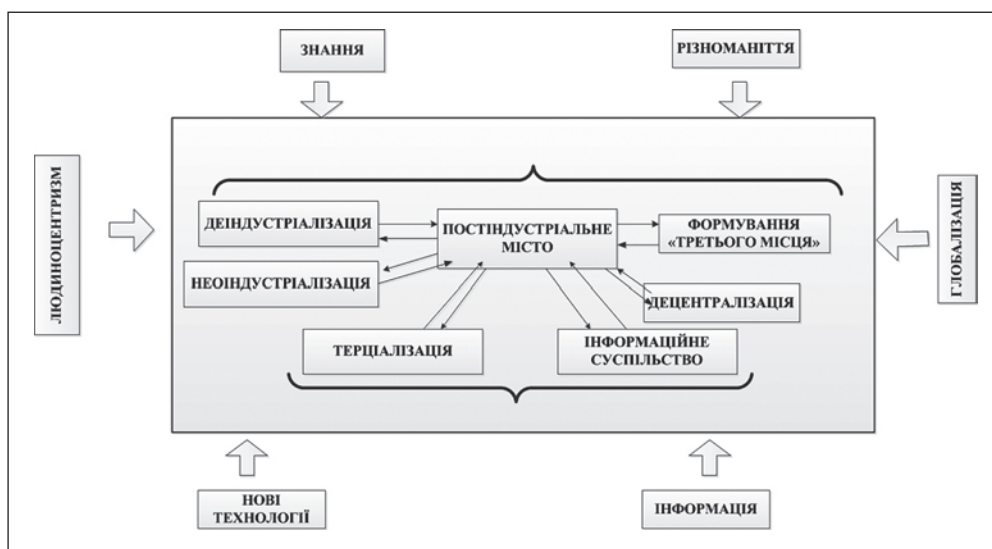 ЗНАННЯ
РІЗНОМАНІТТЯ
ЛЮДИНОЦЕНТРИЗМ
ГЛОБАЛІЗАЦІЯ
ДЕІНДУСТРІАЛІЗАЦІЯ
ПОСТІНДУСТРІАЛЬНЕ
МІСТО
ФОРМУВАННЯ
«ТРЕТЬОГО МІСЦЯ»
НЕОІНДУСТРІАЛІЗАЦІЯ
ДЕЦЕНТРАЛІЗАЦІЯ
ТЕРЦІАЛІЗАЦІЯ
ІНФОРМАЦІЙНЕ
СУСПІЛЬСТВО
НОВІ
ТЕХНОЛОГІЇ
ІНФОРМАЦІЯ